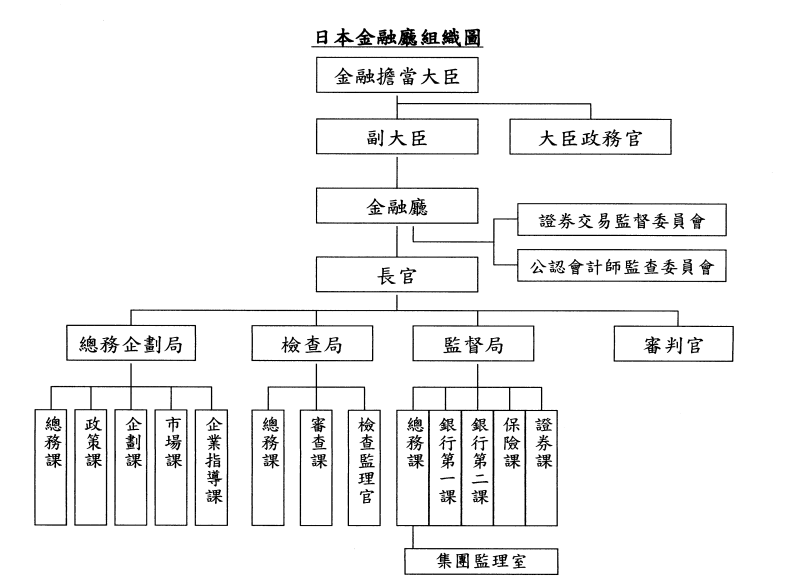 日本金融廳組織圖
金融擔當大臣
副大臣
大臣政務官
金融廳
證券交易監督委員會
公認會計師監查委員會
長官
總務企劃局
檢查局
監督局
審判官
總務課
政策課
企劃課
市場課
企業指導課
總務課
審查課
檢查監理官
總務課
銀行第一課
銀行第二課
保險課
證券課
集團監理室